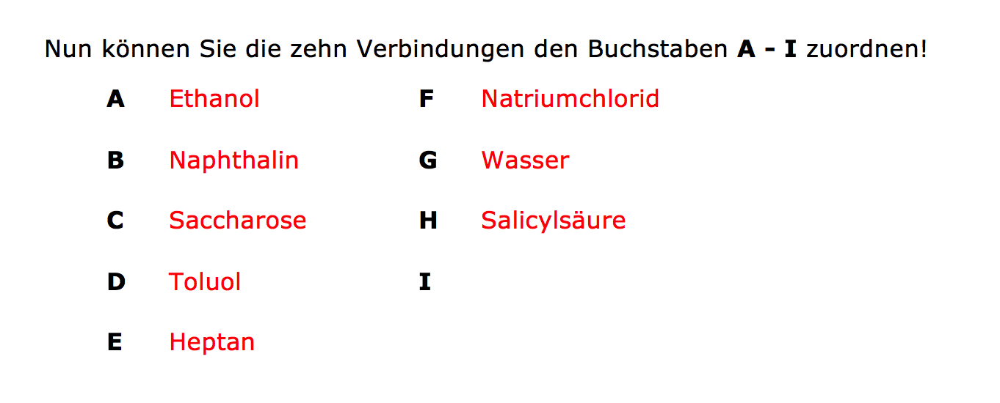 Nun können Sie die zehn Verbindungen den Buchstaben A - I zuordnen!
A Ethanol F Natriumchlorid
B Naphthalin G Wasser
C Saccharose H Salicylsäure
D Toluol I
E Heptan